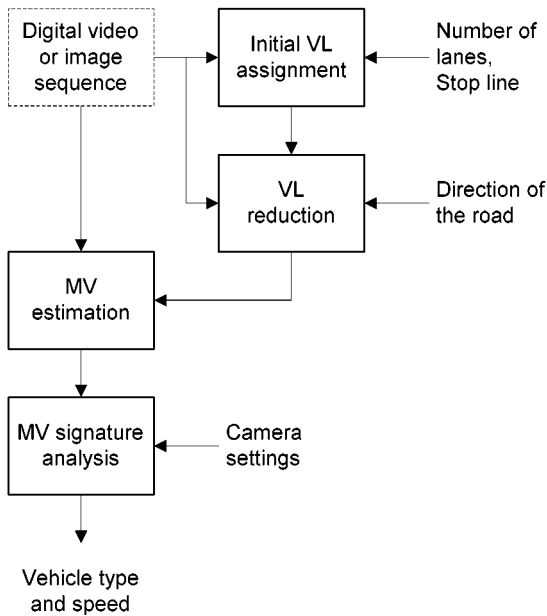 Digital video
or image
sequence
Initial VL
assignment
Number of
lanes,
Stop line
VL
reduction
Direction of
the road
MV
estimation
MV signature
analysis
Camera
settings
Vehicle type
and speed